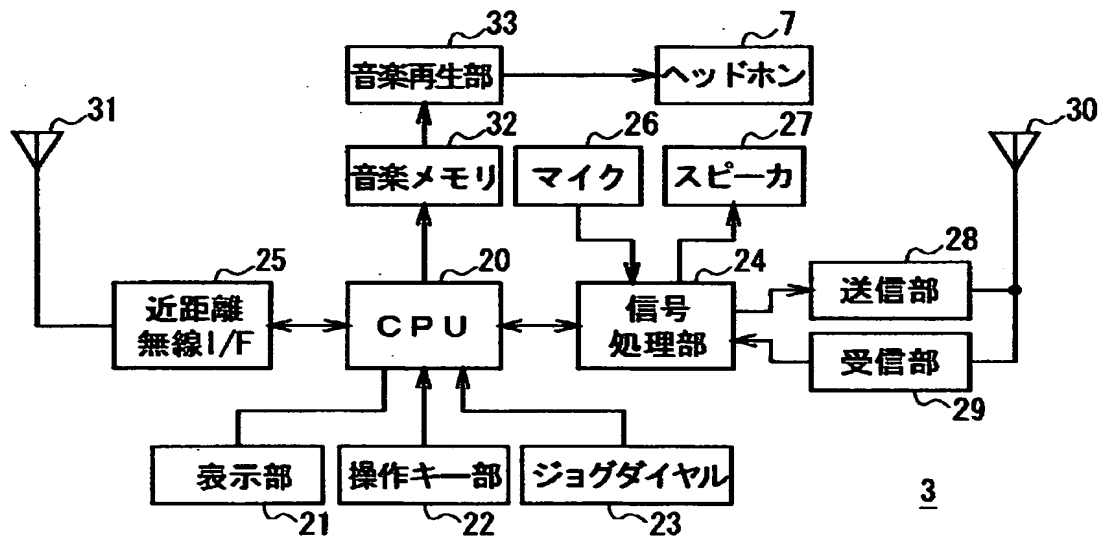 33
7
音楽再生部
ヘッドホン
31
32
26
27
30
音楽メモリ
マイク
スピーカ
25
20
24
28
近距離
無線I/F
CPU
信号
処理部
送信部
受信部
29
表示部
操作キー部
ジョグダイヤル
21
22
23
3